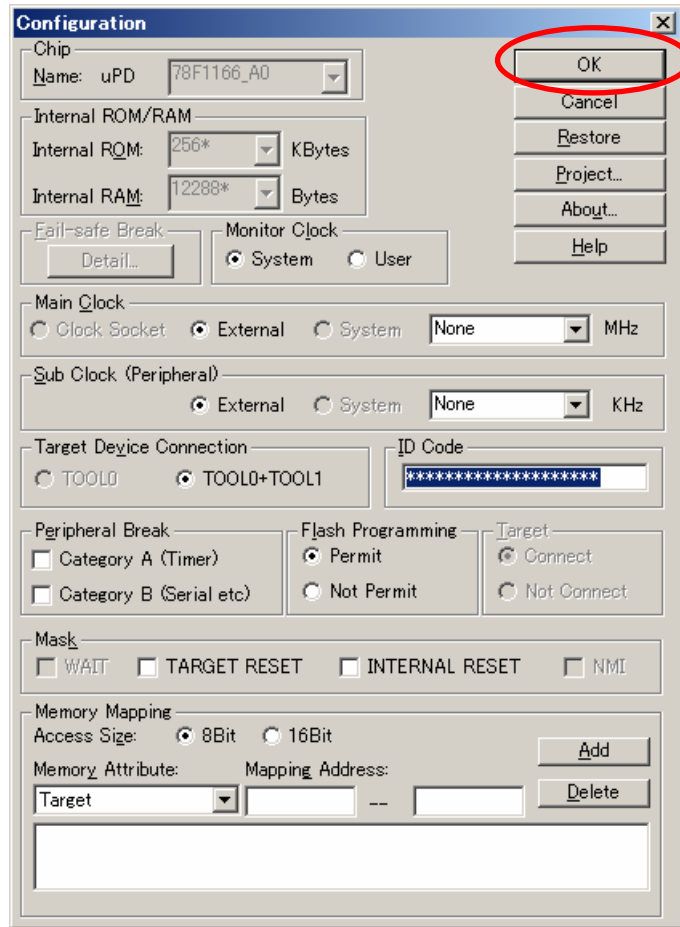 Configuration
Chip
Name: uPD 78F1166_A0
OK
Cancel
Restore
Project...
About...
Help
Internal ROM/RAM
Internal ROM: 256* KBytes
Internal RAM: 12288* Bytes
Fail-safe Break
Detail...
Monitor Clock
System User
Main Clock
Clock Socket External System None MHz
Sub Clock (Peripheral)
External System None KHz
Target Device Connection
TOOL0 TOOL0+TOOL1
ID Code
********************
Peripheral Break
Category A (Timer)
Category B (Serial etc)
Flash Programming
Permit
Not Permit
Target
Connect
Not Connect
Mask
WAIT TARGET RESET INTERNAL RESET NMI
Memory Mapping
Access Size: 8Bit 16Bit
Add
Memory Attribute: Mapping Address:
Target -- Delete